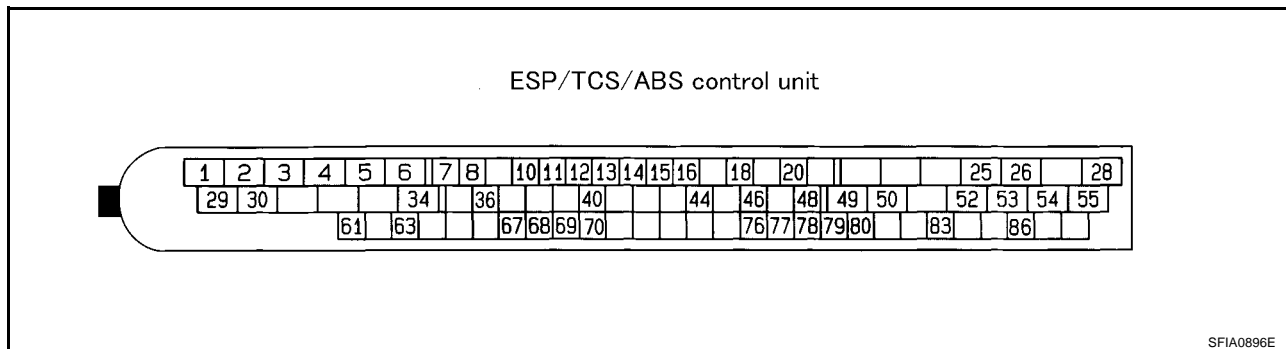 ESP/TCS/ABS control unit
1 2 3 4 5 6 7 8 10 11 12 13 14 15 16 18 20 25 26 28
29 30 34 36 40 44 46 48 49 50 52 53 54 55
61 63 67 68 69 70 76 77 78 79 80 83 86
SFIA0896E